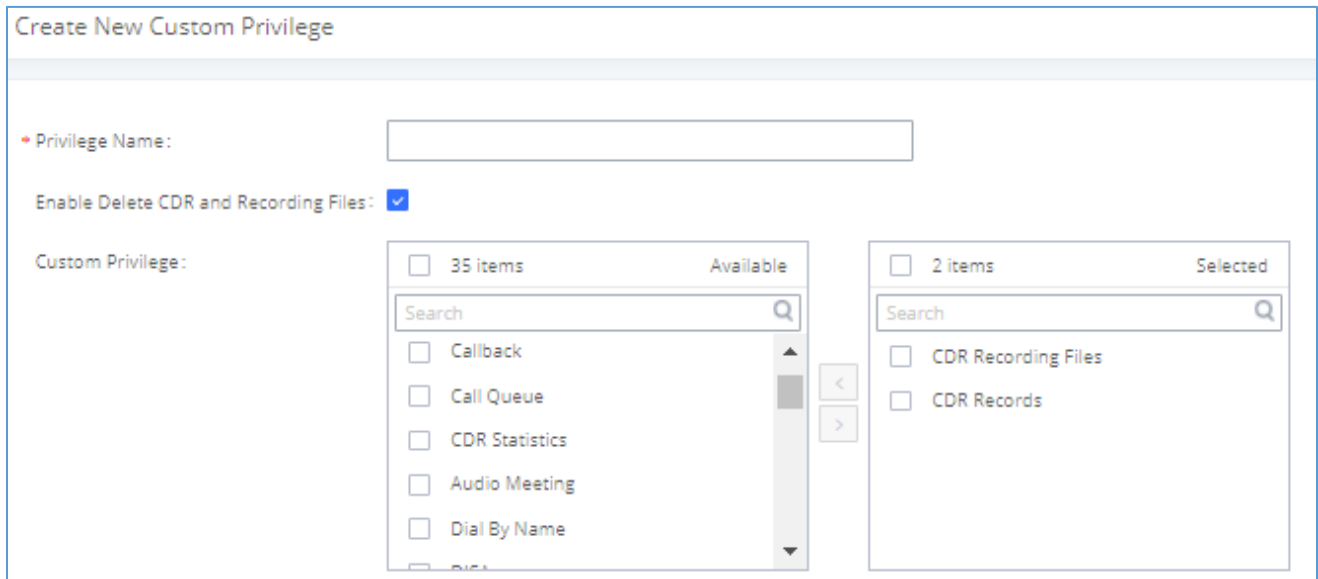 Create New Custom Privilege
* Privilege Name:
Enable Delete CDR and Recording Files:
Custom Privilege:
35 items Available
Search
Callback
Call Queue
CDR Statistics
Audio Meeting
Dial By Name
2 items Selected
Search
CDR Recording Files
CDR Records